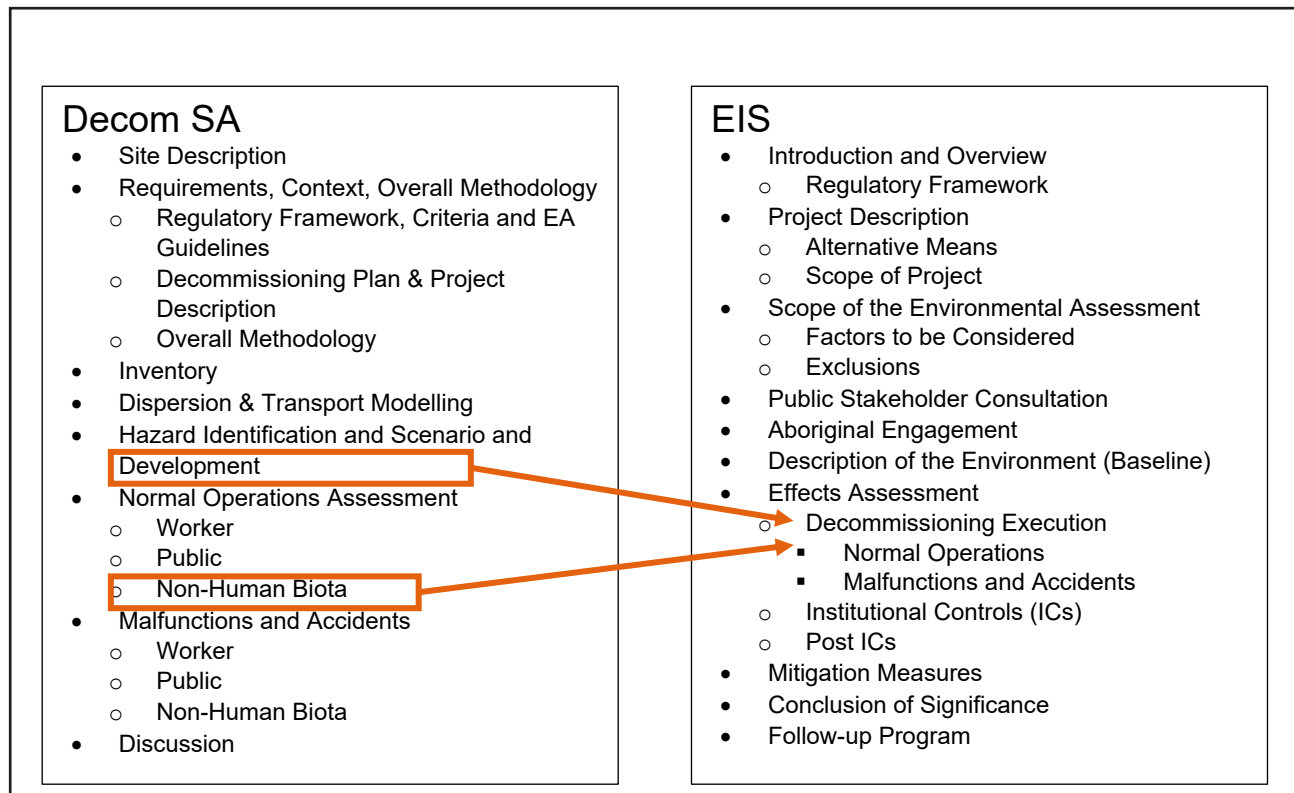 Decom SA
• Site Description
• Requirements, Context, Overall Methodology
o Regulatory Framework, Criteria and EA
Guidelines
o Decommissioning Plan & Project
Description
o Overall Methodology
• Inventory
• Dispersion & Transport Modelling
• Hazard Identification and Scenario and
Development
• Normal Operations Assessment
o Worker
o Public
o Non-Human Biota
• Malfunctions and Accidents
o Worker
o Public
o Non-Human Biota
• Discussion
EIS
• Introduction and Overview
o Regulatory Framework
• Project Description
o Alternative Means
o Scope of Project
• Scope of the Environmental Assessment
o Factors to be Considered
o Exclusions
• Public Stakeholder Consultation
• Aboriginal Engagement
• Description of the Environment (Baseline)
• Effects Assessment
o Decommissioning Execution
▪ Normal Operations
▪ Malfunctions and Accidents
o Institutional Controls (ICs)
o Post ICs
• Mitigation Measures
• Conclusion of Significance
• Follow-up Program